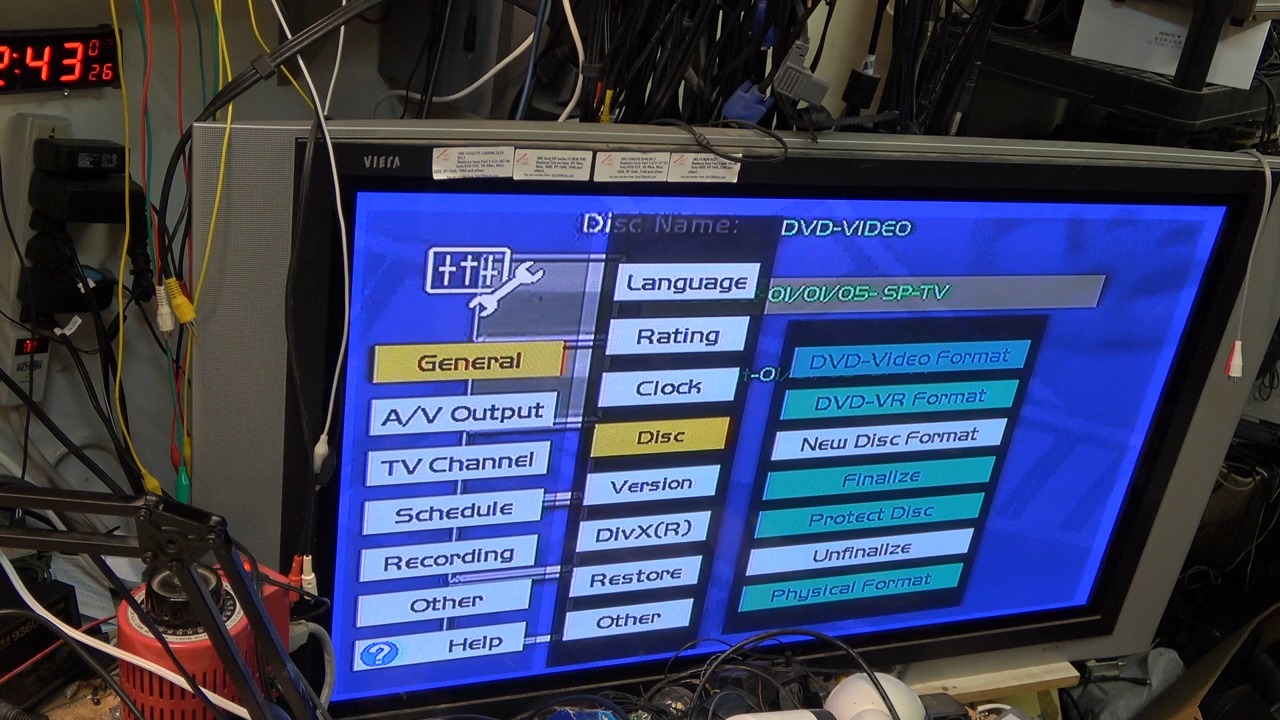 :43
26
VIERA
Disc Name: DVD-VIDEO
01/01/05- SP-TV
General
A/V Output
TV Channel
Schedule
Recording
Other
Help
Language
Rating
Clock
Disc
Version
DivX(R)
Restore
Other
DVD-Video Format
DVD-VR Format
New Disc Format
Finalize
Protect Disc
Unfinalize
Physical Format